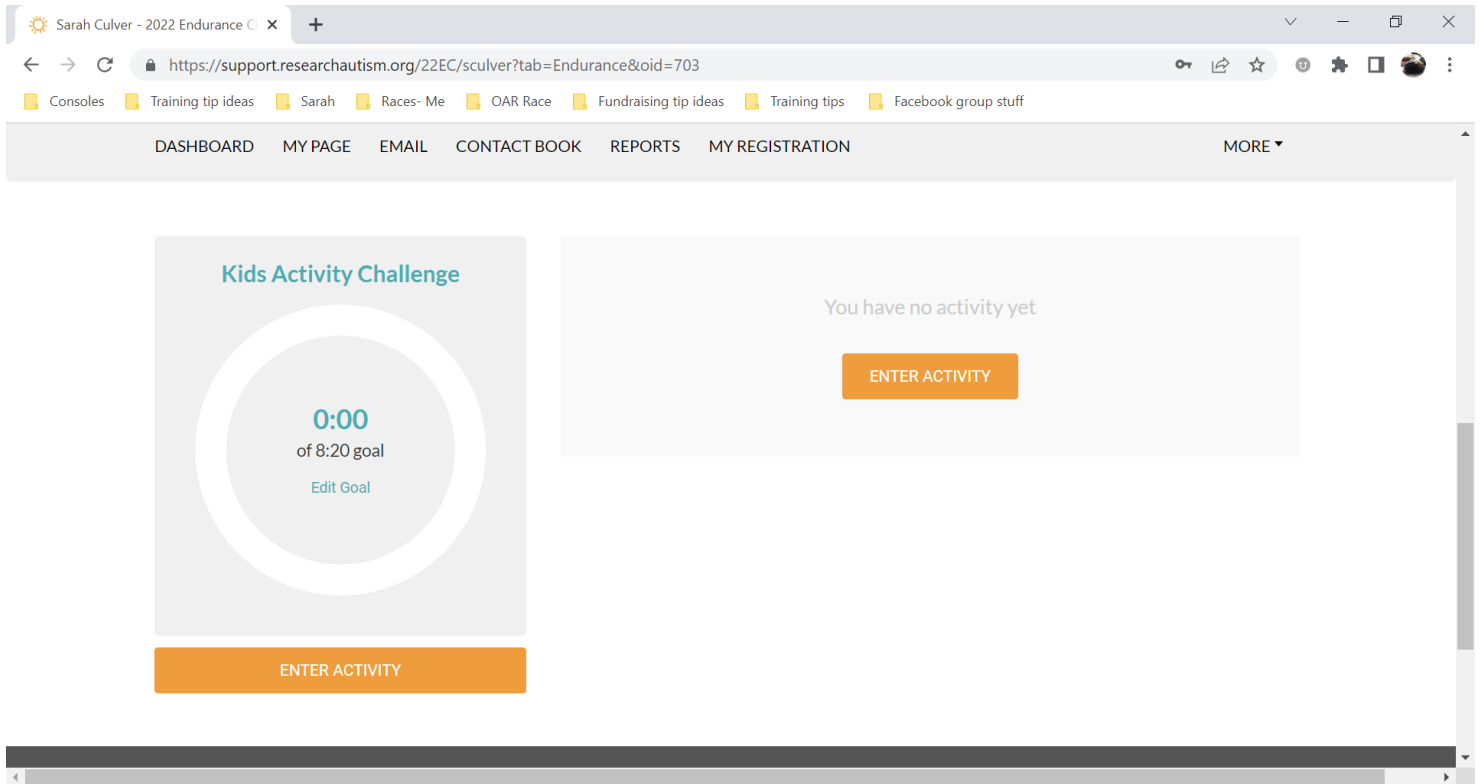 Sarah Culver - 2022 Endurance C
https://support.researchautism.org/22EC/sculver?tab=Endurance&oid=703
Consoles Training tip ideas Sarah Races- Me OAR Race Fundraising tip ideas Training tips Facebook group stuff
DASHBOARD MY PAGE EMAIL CONTACT BOOK REPORTS MY REGISTRATION MORE
Kids Activity Challenge
0:00
of 8:20 goal
Edit Goal
ENTER ACTIVITY
You have no activity yet
ENTER ACTIVITY